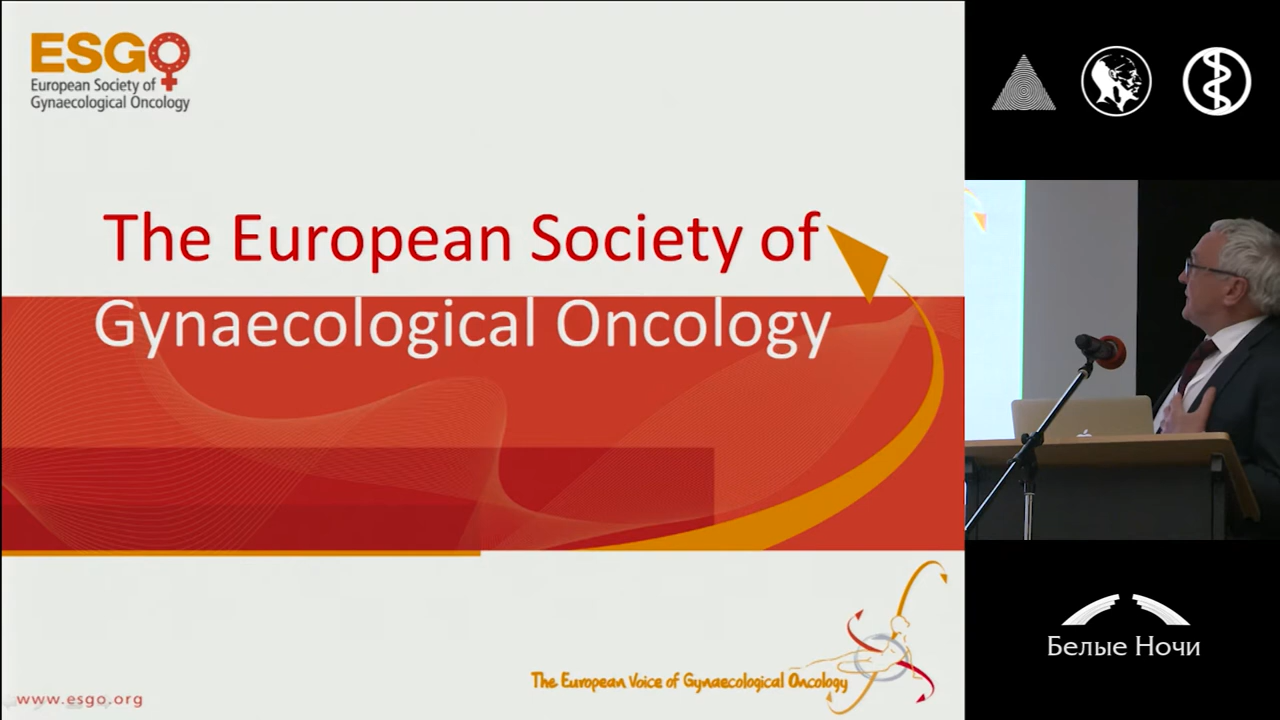 ESGO
European Society of
Gynaecological Oncology
The European Society of
Gynaecological Oncology
The European Voice of Gynaecological Oncology
www.esgo.org
Белые Ночи